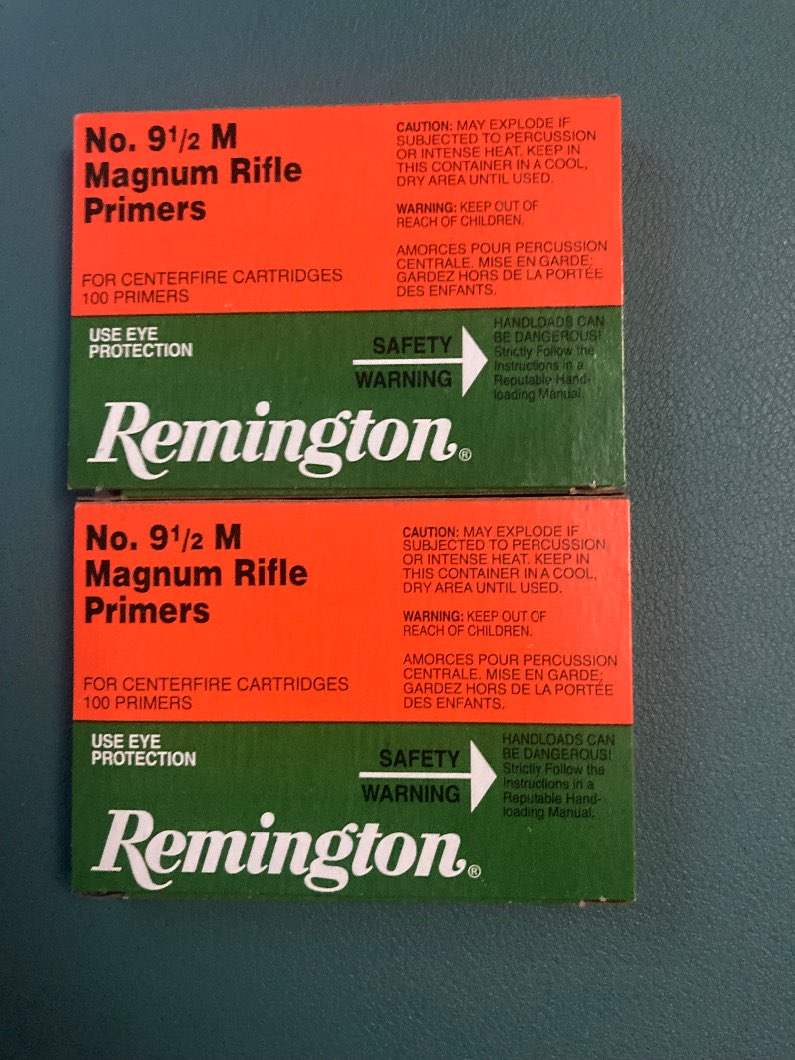 No. 9 1/2 M
Magnum Rifle
Primers
FOR CENTERFIRE CARTRIDGES
100 PRIMERS
CAUTION: MAY EXPLODE IF
SUBJECTED TO PERCUSSION
OR INTENSE HEAT. KEEP IN
THIS CONTAINER IN A COOL,
DRY AREA UNTIL USED.
WARNING: KEEP OUT OF
REACH OF CHILDREN.
AMORCES POUR PERCUSSION
CENTRALE. MISE EN GARDE;
GARDEZ HORS DE LA PORTÉE
DES ENFANTS.
USE EYE
PROTECTION
SAFETY
WARNING
HANDLOADS CAN
BE DANGEROUS!
Strictly Follow the
Instructions in a
Reputable Hand-
loading Manual.
Remington®
No. 9 1/2 M
Magnum Rifle
Primers
FOR CENTERFIRE CARTRIDGES
100 PRIMERS
CAUTION: MAY EXPLODE IF
SUBJECTED TO PERCUSSION
OR INTENSE HEAT. KEEP IN
THIS CONTAINER IN A COOL,
DRY AREA UNTIL USED.
WARNING: KEEP OUT OF
REACH OF CHILDREN.
AMORCES POUR PERCUSSION
CENTRALE. MISE EN GARDE;
GARDEZ HORS DE LA PORTÉE
DES ENFANTS.
USE EYE
PROTECTION
SAFETY
WARNING
HANDLOADS CAN
BE DANGEROUS!
Strictly Follow the
Instructions in a
Reputable Hand-
loading Manual.
Remington®